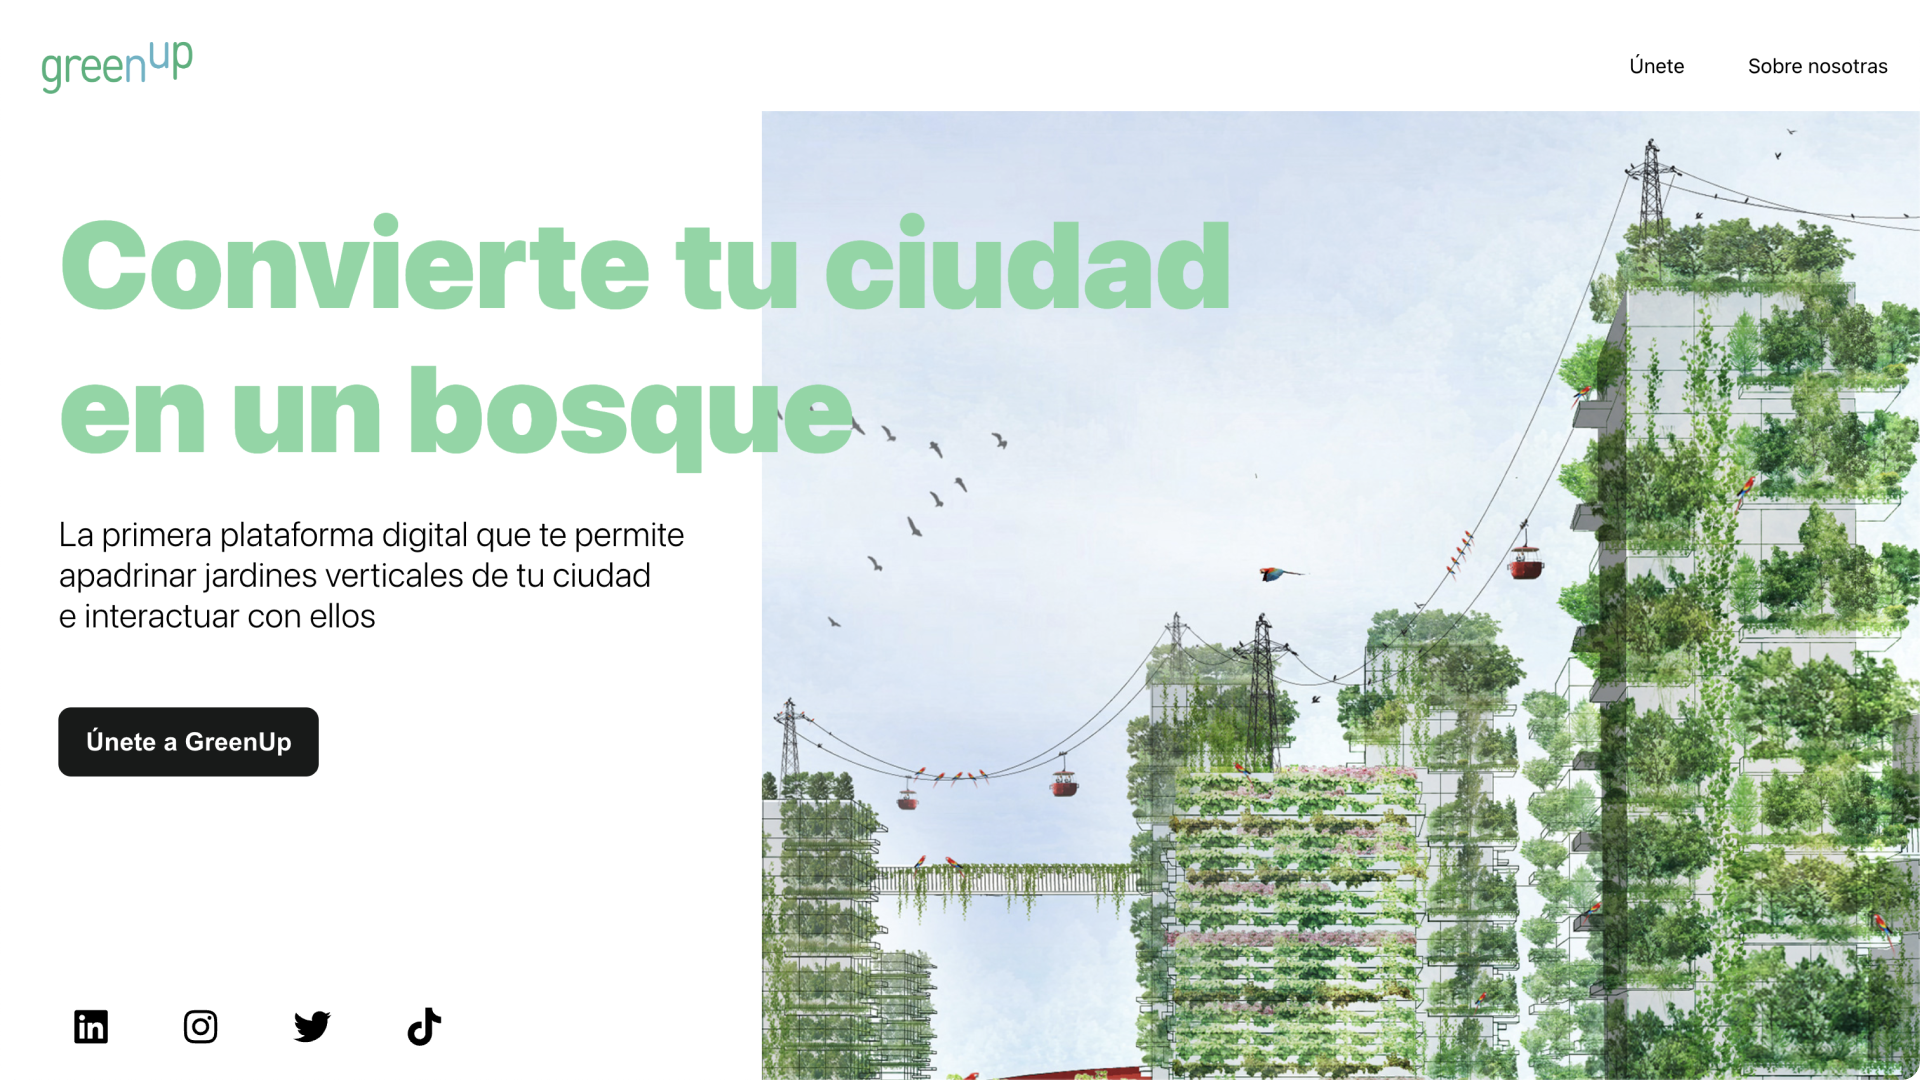 greenup
Únete
Sobre nosotras
Convierte tu ciudad
en un bosque
La primera plataforma digital que te permite
apadrinar jardines verticales de tu ciudad
e interactuar con ellos
Únete a GreenUp
in